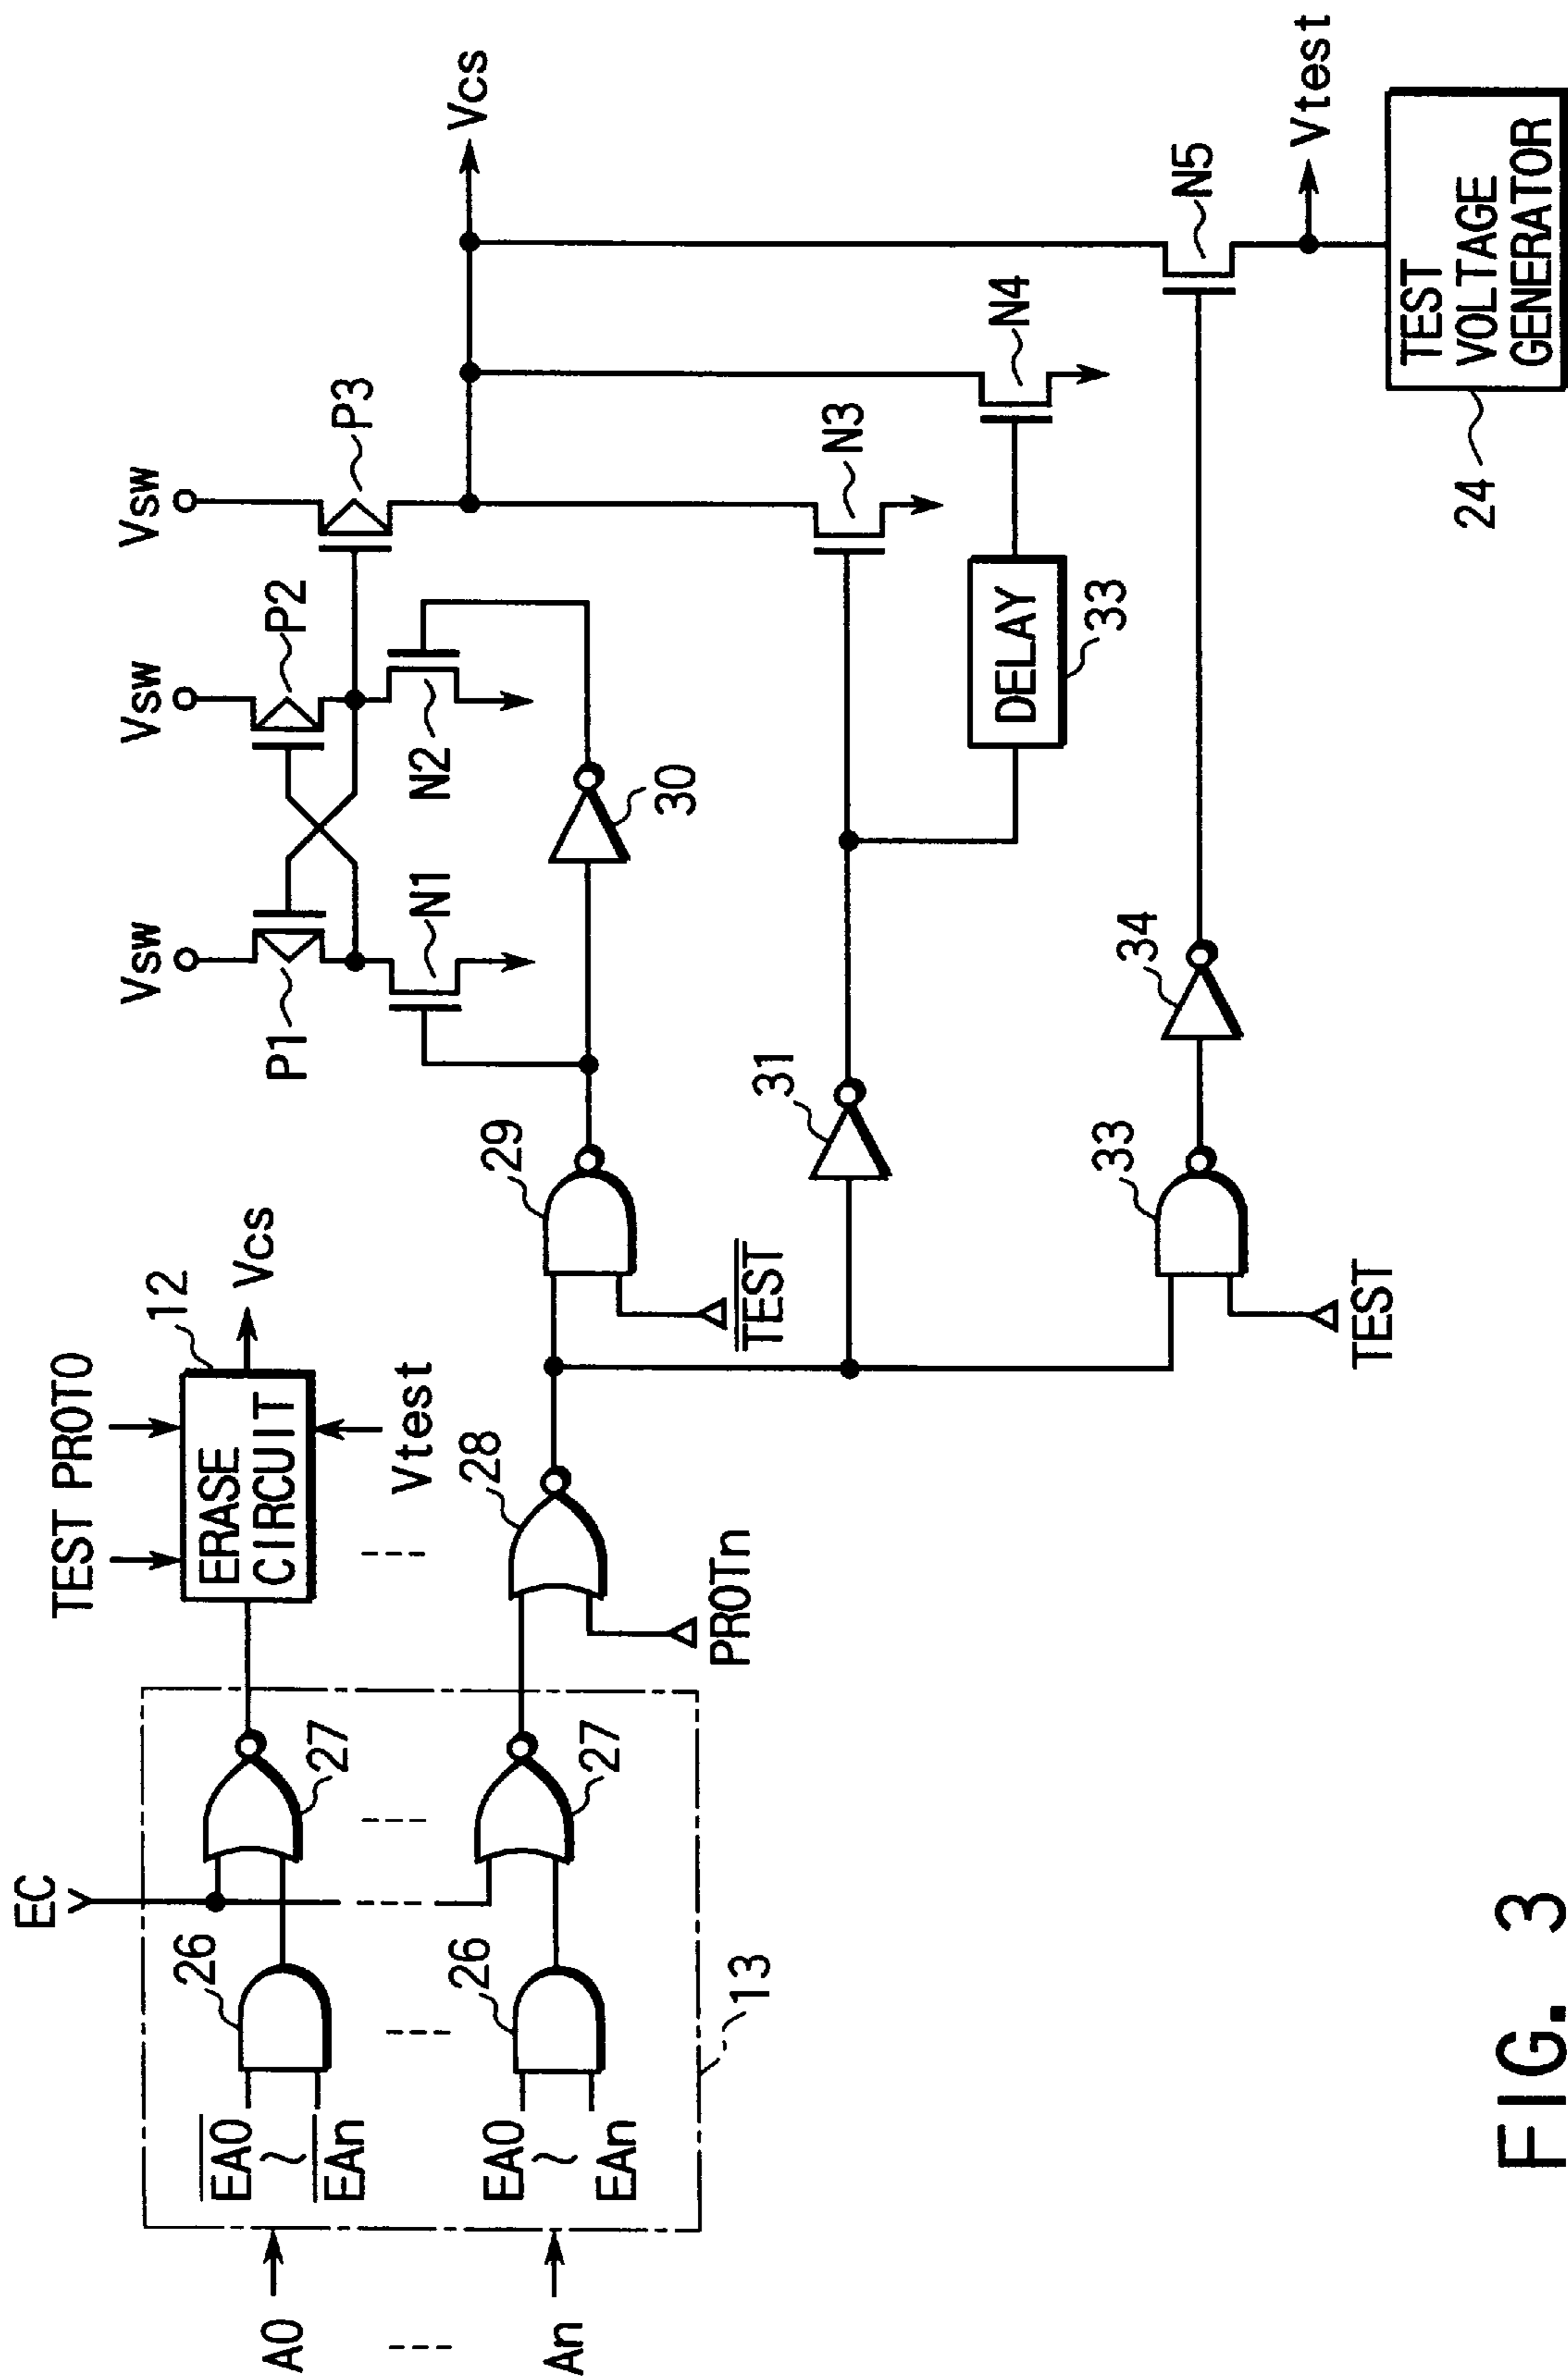 EC
A0
An
EA0
~
EAn
EA0
~
EAn
26
26
27
27
13
TEST PROT0
ERASE
CIRCUIT
12
Vcs
Vtest
28
PROTn
29
TEST
30
31
33
TEST
34
Vsw
Vsw
Vsw
P1
P2
P3
N1
N2
N3
DELAY
33
N4
N5
Vcs
Vtest
TEST
VOLTAGE
GENERATOR
24
FIG. 3